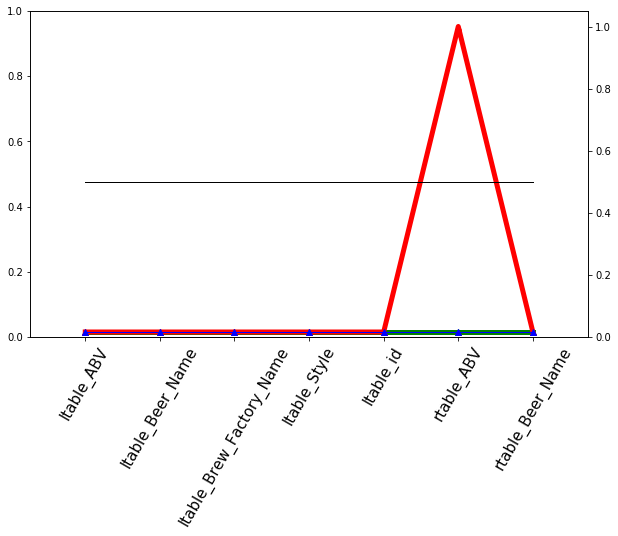 1.0
0.8
0.6
0.4
0.2
0.0
1.0
0.8
0.6
0.4
0.2
0.0
ltable_ABV
ltable_Beer_Name
ltable_Brew_Factory_Name
ltable_Style
ltable_id
rtable_ABV
rtable_Beer_Name